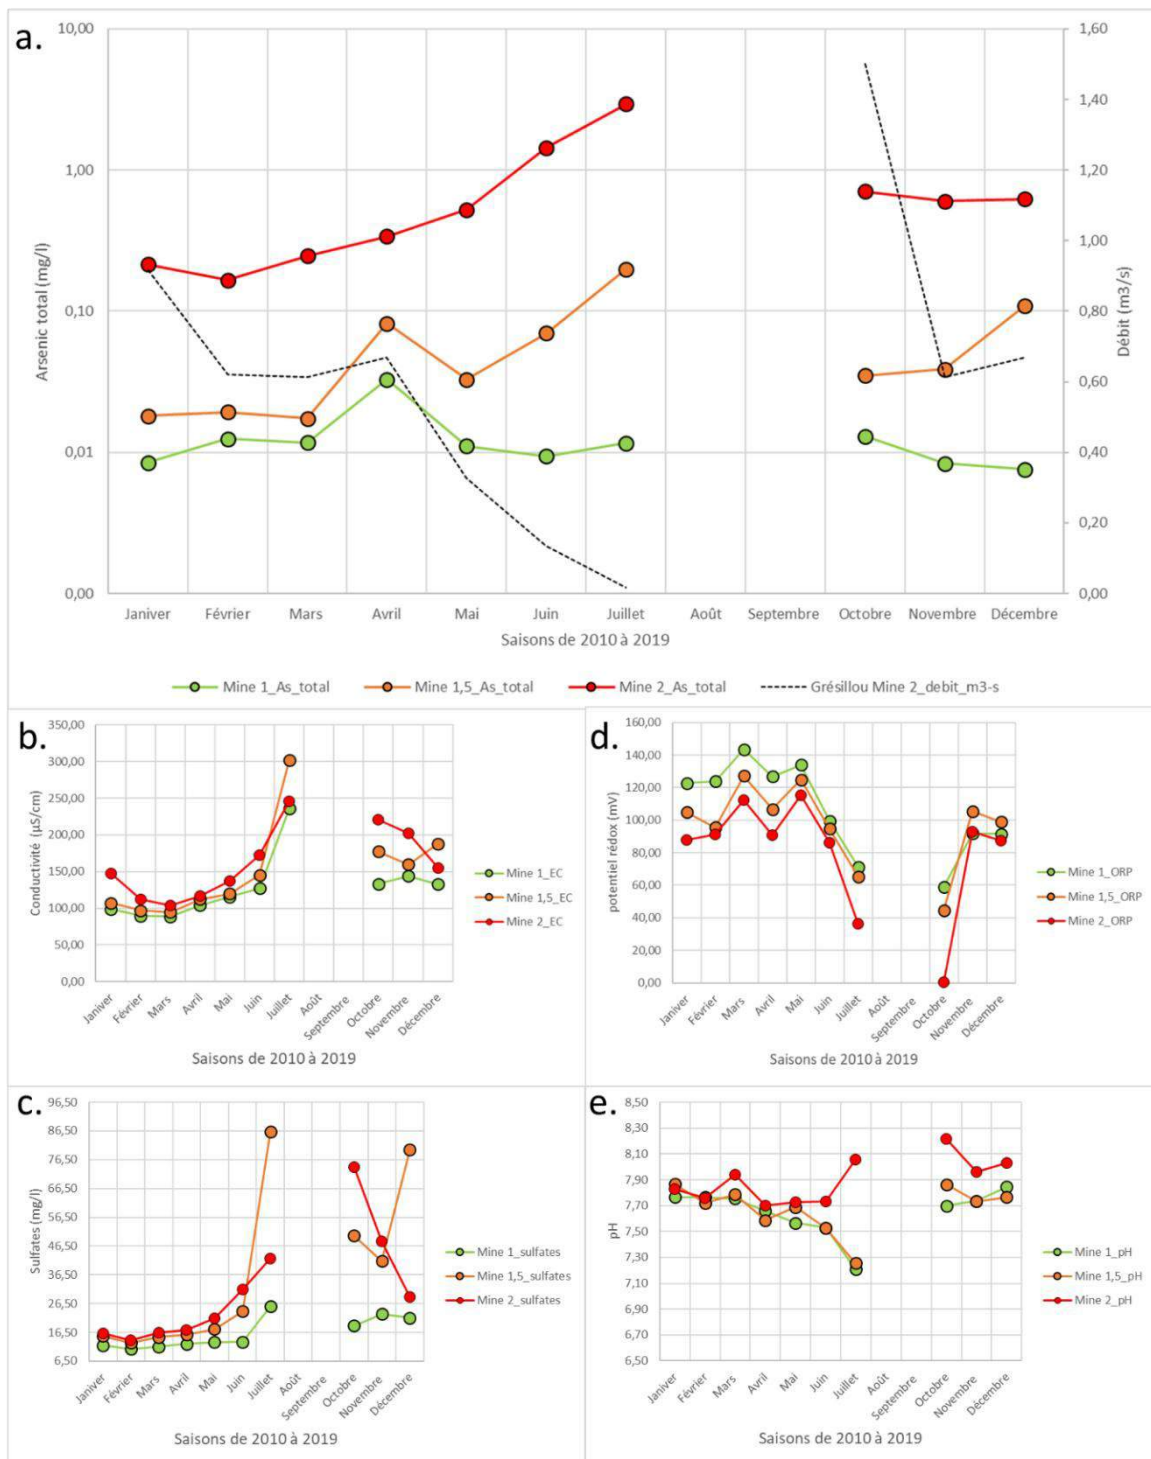 a.
10,00
1,00
0,10
0,01
0,00
Arsenic total (mg/l)
1,60
1,40
1,20
1,00
0,80
0,60
0,40
0,20
0,00
Débit (m3/s)
Janiver Février Mars Avril Mai Juin Juillet Août Septembre Octobre Novembre Décembre
Saisons de 2010 à 2019
Mine 1_As_total Mine 1,5_As_total Mine 2_As_total Grésillou Mine 2_debit_m3-s
b.
350,00
300,00
250,00
200,00
150,00
100,00
50,00
0,00
Conductivité (µS/cm)
Janiver Février Mars Avril Mai Juin Juillet Août Septembre Octobre Novembre Décembre
Saisons de 2010 à 2019
Mine 1_EC
Mine 1,5_EC
Mine 2_EC
d.
160,00
140,00
120,00
100,00
80,00
60,00
40,00
20,00
0,00
potentiel rédox (mV)
Janiver Février Mars Avril Mai Juin Juillet Août Septembre Octobre Novembre Décembre
Saisons de 2010 à 2019
Mine 1_ORP
Mine 1,5_ORP
Mine 2_ORP
c.
96,50
86,50
76,50
66,50
56,50
46,50
36,50
26,50
16,50
6,50
Sulfates (mg/l)
Janiver Février Mars Avril Mai Juin Juillet Août Septembre Octobre Novembre Décembre
Saisons de 2010 à 2019
Mine 1_sulfates
Mine 1,5_sulfates
Mine 2_sulfates
e.
8,50
8,30
8,10
7,90
7,70
7,50
7,30
7,10
6,90
6,70
6,50
pH
Janiver Février Mars Avril Mai Juin Juillet Août Septembre Octobre Novembre Décembre
Saisons de 2010 à 2019
Mine 1_pH
Mine 1,5_pH
Mine 2_pH